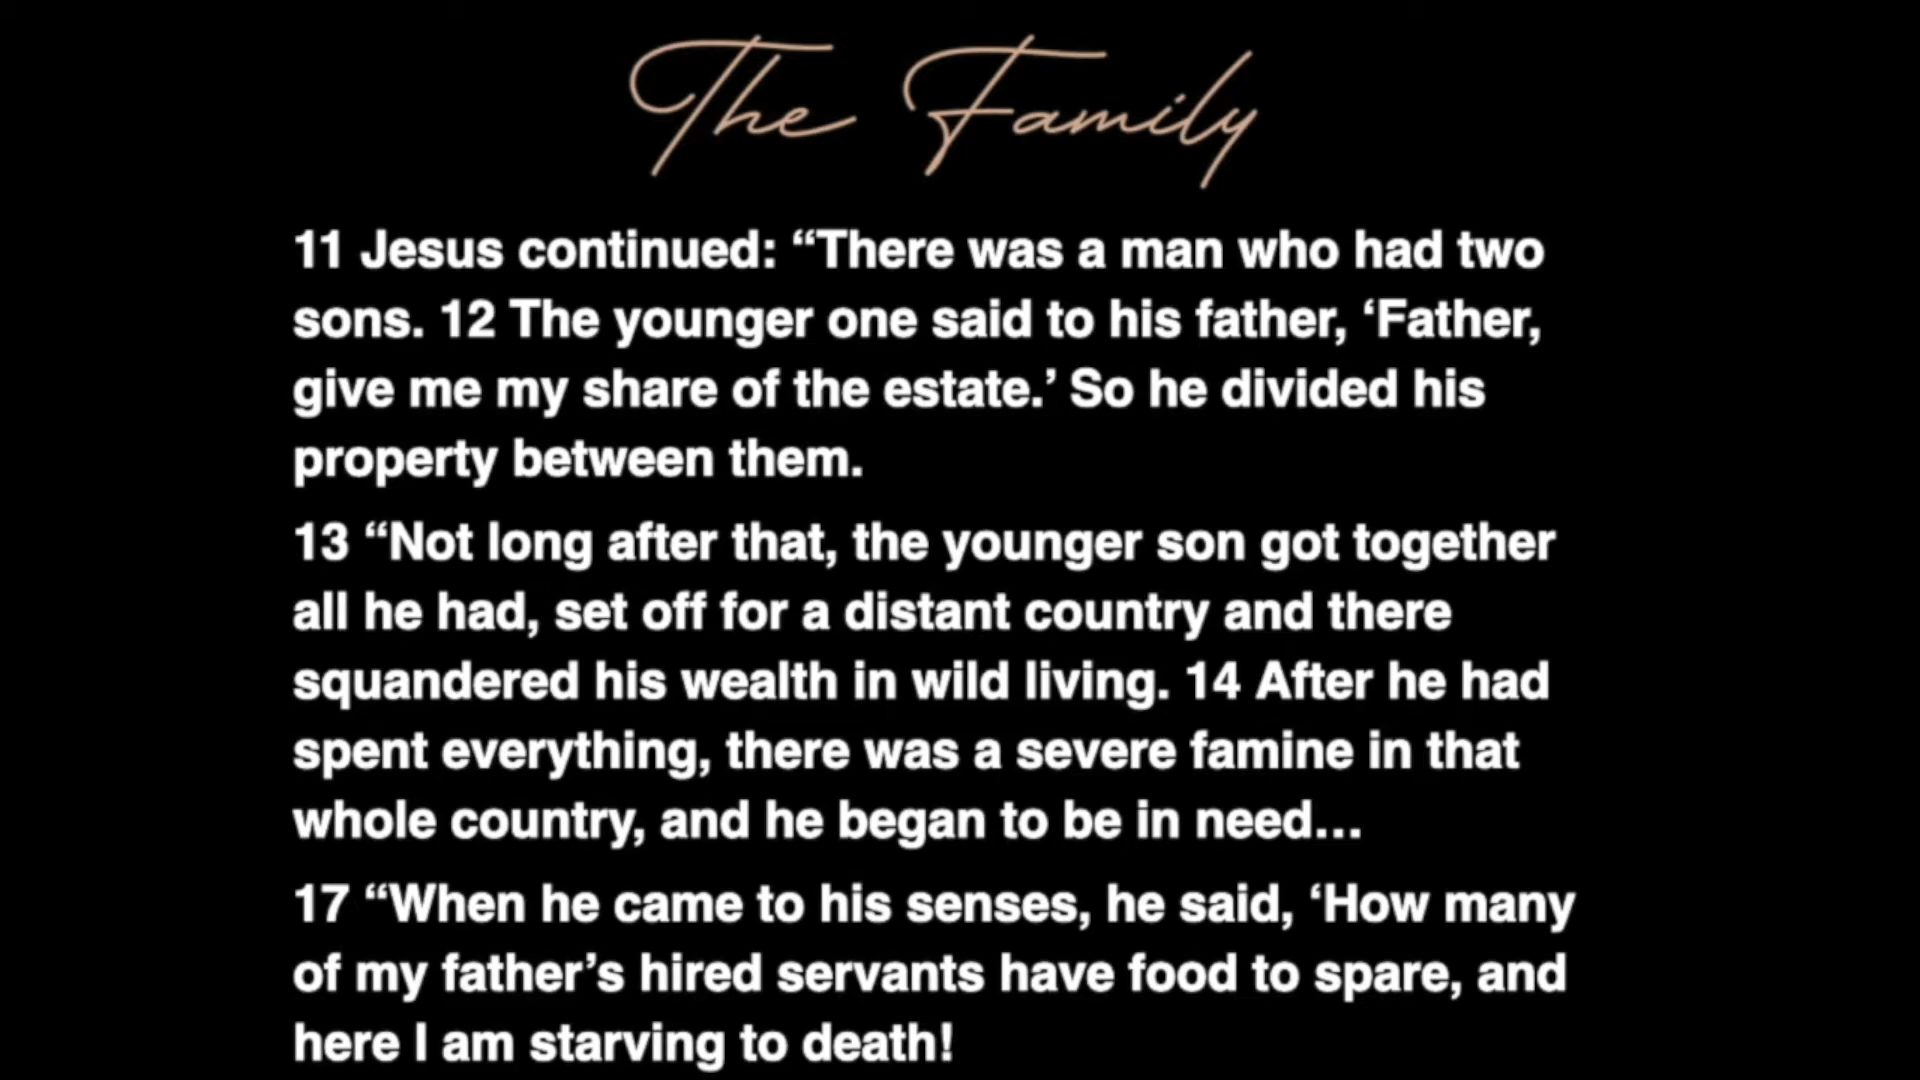 The Family
11 Jesus continued: “There was a man who had two
sons. 12 The younger one said to his father, ‘Father,
give me my share of the estate.’ So he divided his
property between them.
13 “Not long after that, the younger son got together
all he had, set off for a distant country and there
squandered his wealth in wild living. 14 After he had
spent everything, there was a severe famine in that
whole country, and he began to be in need...
17 “When he came to his senses, he said, ‘How many
of my father’s hired servants have food to spare, and
here I am starving to death!